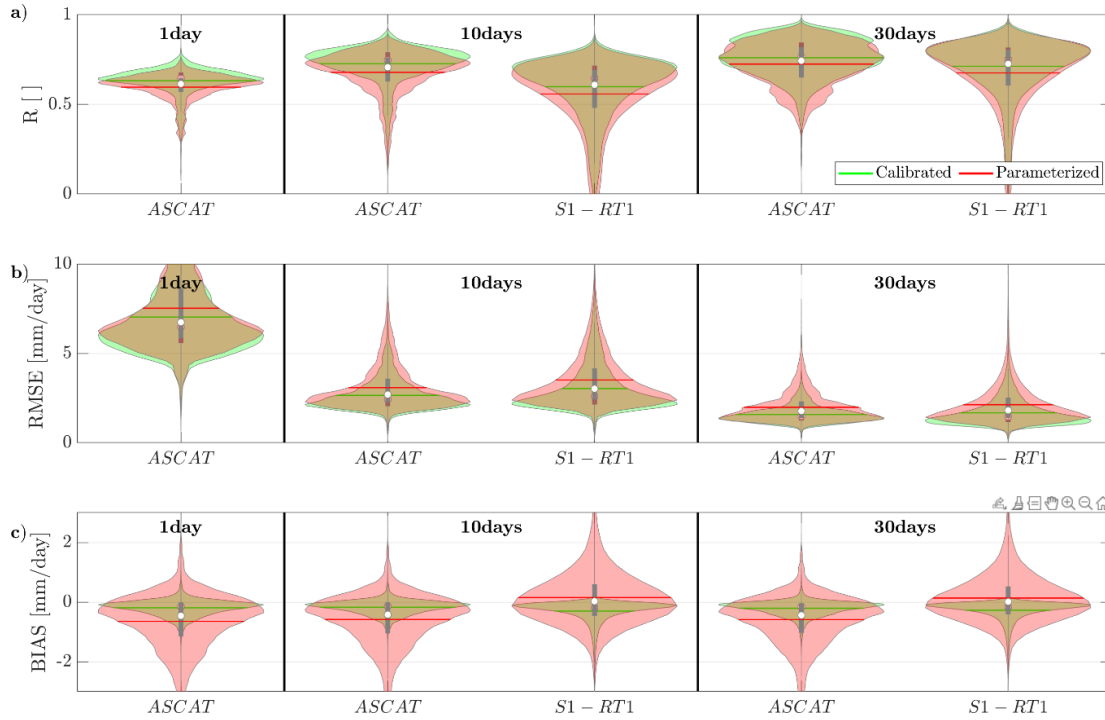 a)
1
1day
10days
30days
R [ ]
0.5
Calibrated
Parameterized
0
ASCAT
ASCAT
S1 − RT1
ASCAT
S1 − RT1
b)
10
1day
10days
30days
RMSE [mm/day]
5
0
ASCAT
ASCAT
S1 − RT1
ASCAT
S1 − RT1
c)
1day
10days
30days
2
BIAS [mm/day]
0
-2
ASCAT
ASCAT
S1 − RT1
ASCAT
S1 − RT1